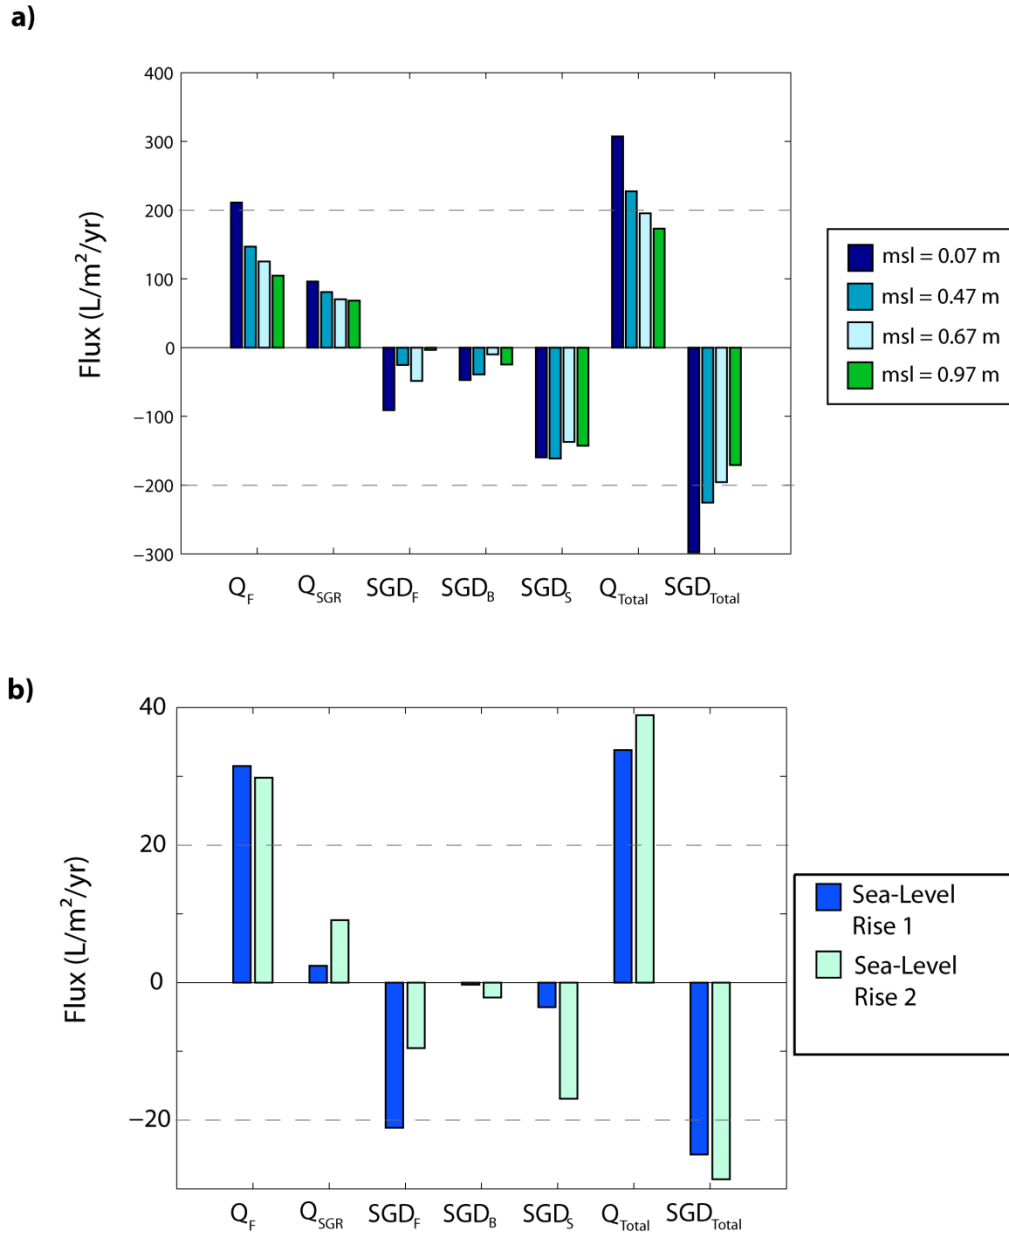 a)
400
300
200
100
0
−100
−200
−300
Flux (L/m²/yr)
Q_F Q_SGR SGD_F SGD_B SGD_S Q_Total SGD_Total
msl = 0.07 m
msl = 0.47 m
msl = 0.67 m
msl = 0.97 m
b)
40
20
0
−20
Flux (L/m²/yr)
Q_F Q_SGR SGD_F SGD_B SGD_S Q_Total SGD_Total
Sea-Level
Rise 1
Sea-Level
Rise 2